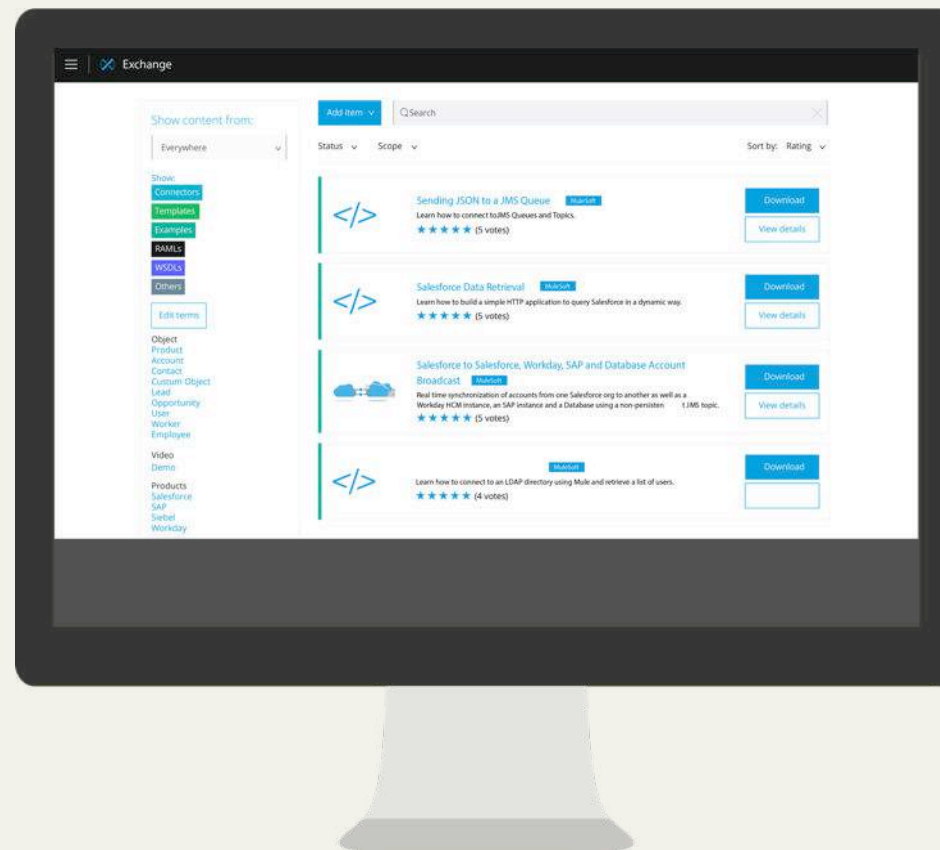 Exchange
Show content from:
Everywhere
Show:
Connectors
Templates
Examples
RAMLs
WSDLs
Others
Edit terms
Object
Product
Account
Contact
Custum Object
Lead
Opportunity
User
Worker
Employee
Video
Demo
Products
Salesforce
SAP
Siebel
Workday
Add item
Search
Status Scope Sort by: Rating
Sending JSON to a JMS Queue MuleSoft
Learn how to connect toJMS Queues and Topics.
(5 votes)
Download
View details
Salesforce Data Retrieval MuleSoft
Learn how to build a simple HTTP application to query Salesforce in a dynamic way.
(5 votes)
Download
View details
Salesforce to Salesforce, Workday, SAP and Database Account
Broadcast MuleSoft
Real time synchronization of accounts from one Salesforce org to another as well as a
Workday HCM instance, an SAP instance and a Database using a non-persisten t JMS topic.
(5 votes)
Download
View details
MuleSoft
Learn how to connect to an LDAP directory using Mule and retrieve a list of users.
(4 votes)
Download